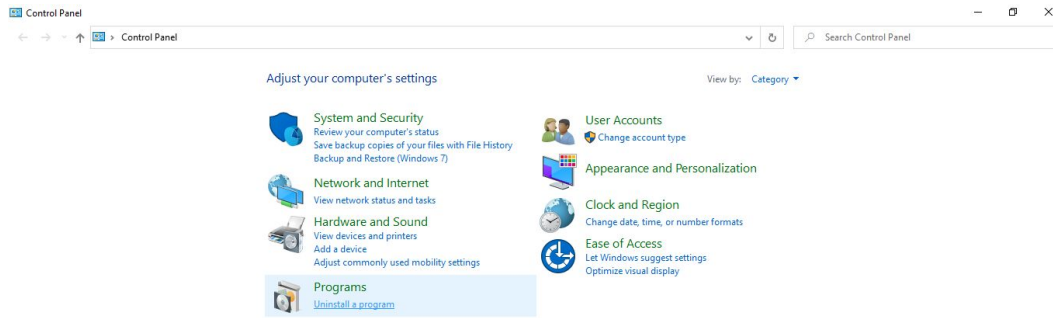 Control Panel
Control Panel
Search Control Panel
Adjust your computer's settings
View by: Category
System and Security
Review your computer's status
Save backup copies of your files with File History
Backup and Restore (Windows 7)
Network and Internet
View network status and tasks
Hardware and Sound
View devices and printers
Add a device
Adjust commonly used mobility settings
Programs
Uninstall a program
User Accounts
Change account type
Appearance and Personalization
Clock and Region
Change date, time, or number formats
Ease of Access
Let Windows suggest settings
Optimize visual display